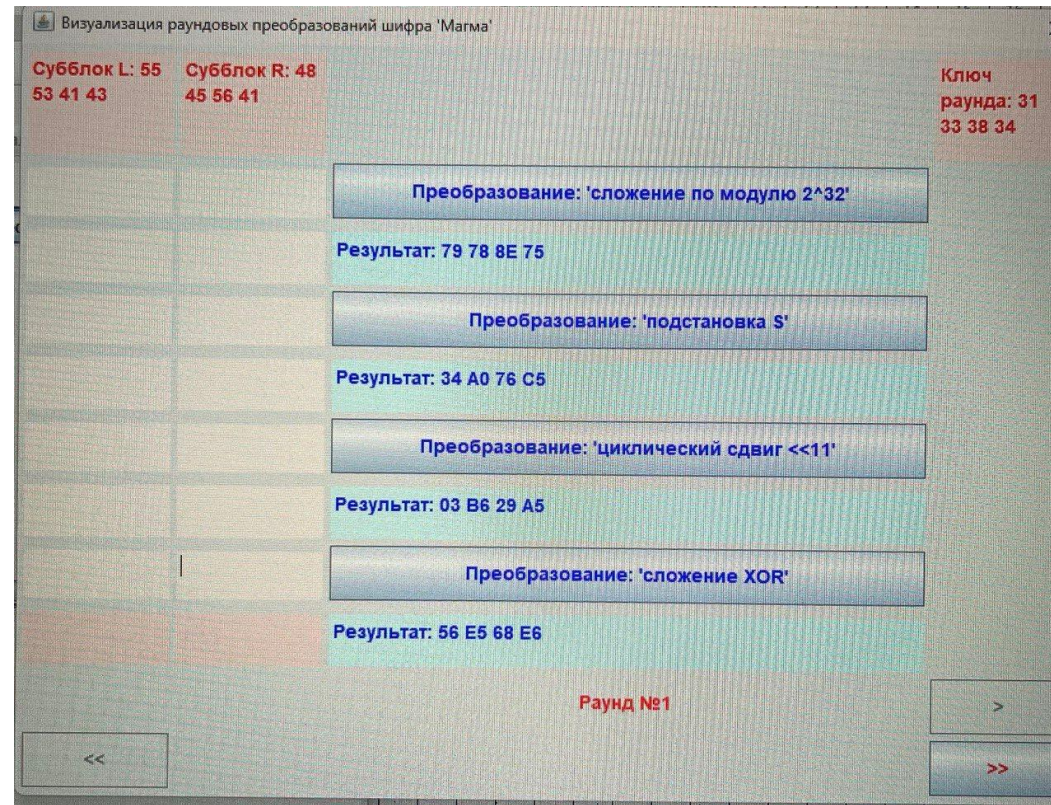 Визуализация раундовых преобразований шифра 'Магма'
Субблок L: 55
53 41 43
Субблок R: 48
45 56 41
Ключ
раунда: 31
33 38 34
Преобразование: 'сложение по модулю 2^32'
Результат: 79 78 8E 75
Преобразование: 'подстановка S'
Результат: 34 A0 76 C5
Преобразование: 'циклический сдвиг <<11'
Результат: 03 B6 29 A5
Преобразование: 'сложение XOR'
Результат: 56 E5 68 E6
Раунд №1
>
<<
>>